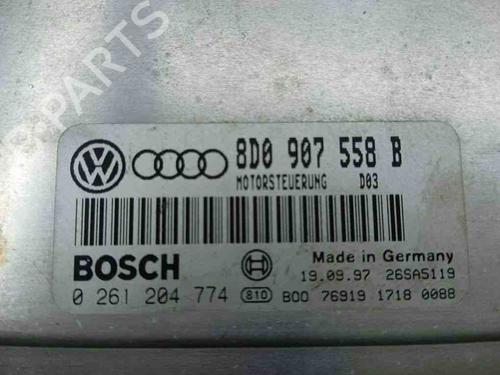 8D0 907 558 B
MOTORSTEUERUNG D03
BOSCH
Made in Germany
19.09.97 26SA5119
0 261 204 774 810 B00 76919 1718 0088